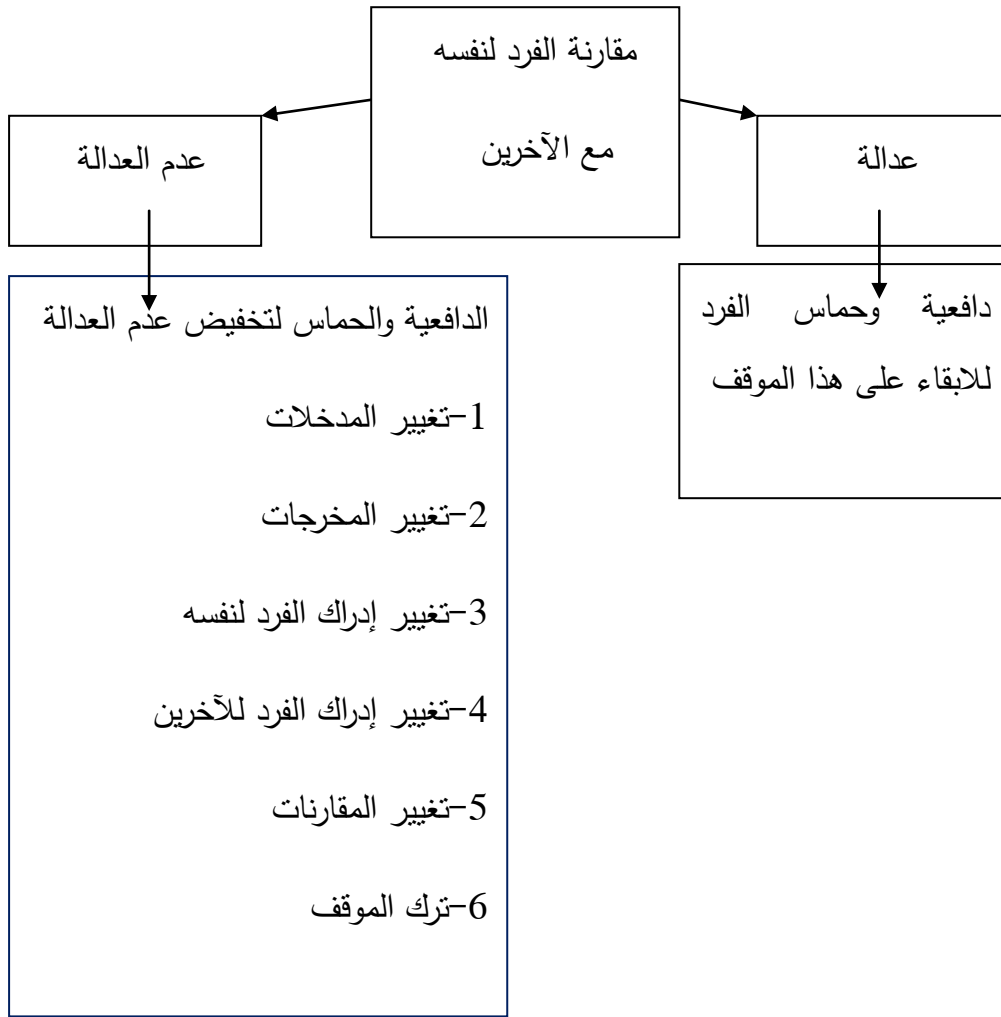 مقارنة الفرد لنفسه
مع الآخرين
عدالة
عدم العدالة
دافعية وحماس الفرد
للابقاء على هذا الموقف
الدافعية والحماس لتخفيض عدم العدالة
1-تغيير المدخلات
2-تغيير المخرجات
3-تغيير إدراك الفرد لنفسه
4-تغيير إدراك الفرد للآخرين
5-تغيير المقارنات
6-ترك الموقف